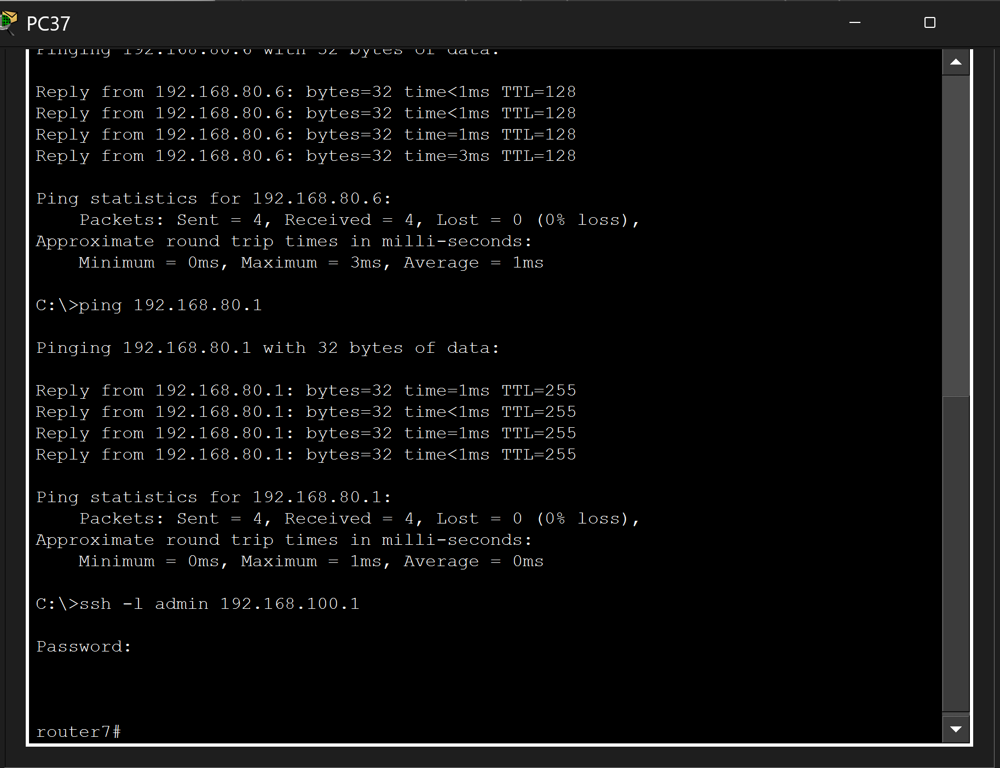 PC37
Pinging 192.168.80.6 with 32 bytes of data:
Reply from 192.168.80.6: bytes=32 time<1ms TTL=128
Reply from 192.168.80.6: bytes=32 time<1ms TTL=128
Reply from 192.168.80.6: bytes=32 time=1ms TTL=128
Reply from 192.168.80.6: bytes=32 time=3ms TTL=128
Ping statistics for 192.168.80.6:
    Packets: Sent = 4, Received = 4, Lost = 0 (0% loss),
Approximate round trip times in milli-seconds:
    Minimum = 0ms, Maximum = 3ms, Average = 1ms
C:\>ping 192.168.80.1
Pinging 192.168.80.1 with 32 bytes of data:
Reply from 192.168.80.1: bytes=32 time=1ms TTL=255
Reply from 192.168.80.1: bytes=32 time<1ms TTL=255
Reply from 192.168.80.1: bytes=32 time=1ms TTL=255
Reply from 192.168.80.1: bytes=32 time<1ms TTL=255
Ping statistics for 192.168.80.1:
    Packets: Sent = 4, Received = 4, Lost = 0 (0% loss),
Approximate round trip times in milli-seconds:
    Minimum = 0ms, Maximum = 1ms, Average = 0ms
C:\>ssh -l admin 192.168.100.1
Password:
router7#